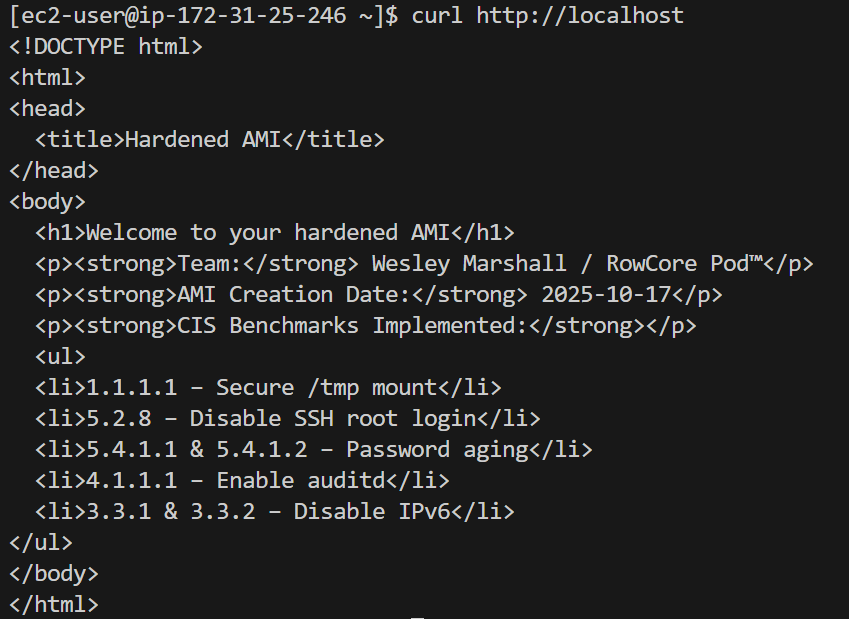 [ec2-user@ip-172-31-25-246 ~]$ curl http://localhost
<!DOCTYPE html>
<html>
<head>
  <title>Hardened AMI</title>
</head>
<body>
  <h1>Welcome to your hardened AMI</h1>
  <p><strong>Team:</strong> Wesley Marshall / RowCore Pod™</p>
  <p><strong>AMI Creation Date:</strong> 2025-10-17</p>
  <p><strong>CIS Benchmarks Implemented:</strong></p>
  <ul>
  <li>1.1.1.1 – Secure /tmp mount</li>
  <li>5.2.8 – Disable SSH root login</li>
  <li>5.4.1.1 & 5.4.1.2 – Password aging</li>
  <li>4.1.1.1 – Enable auditd</li>
  <li>3.3.1 & 3.3.2 – Disable IPv6</li>
</ul>
</body>
</html>